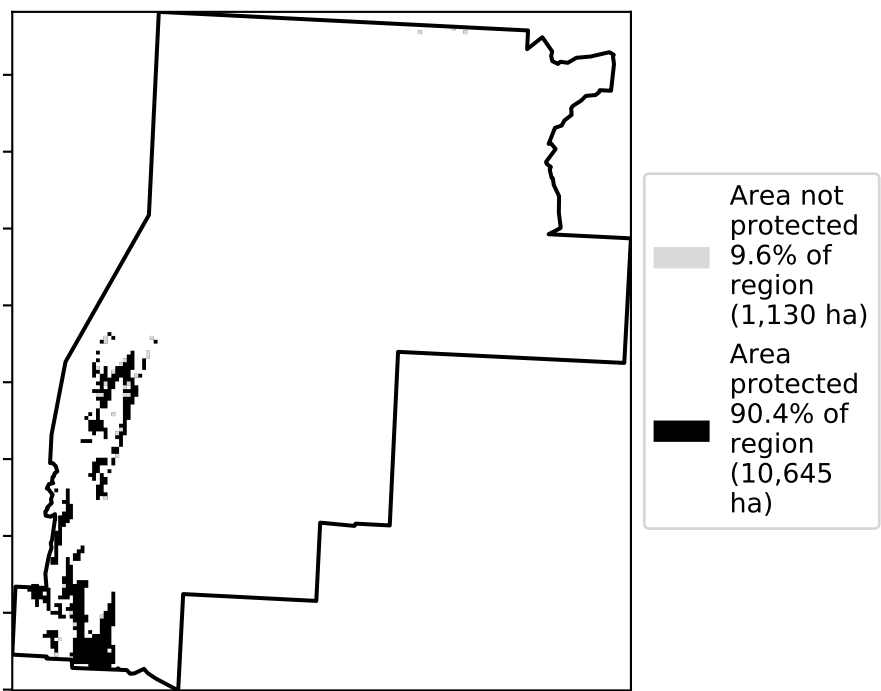 Area not
protected
9.6% of
region
(1,130 ha)
Area
protected
90.4% of
region
(10,645
ha)